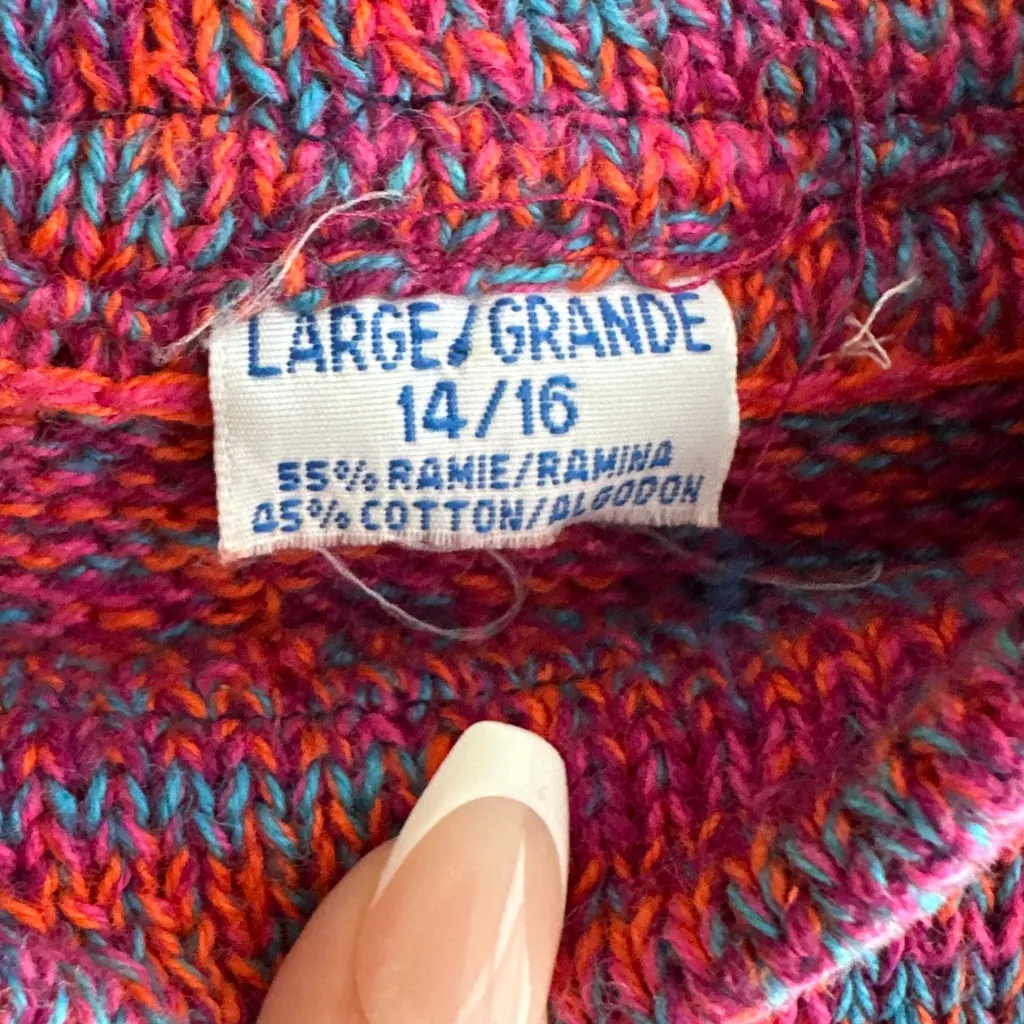 LARGE/GRANDE
14/16
55% RAMIE/RAMINA
45% COTTON/ALGODON